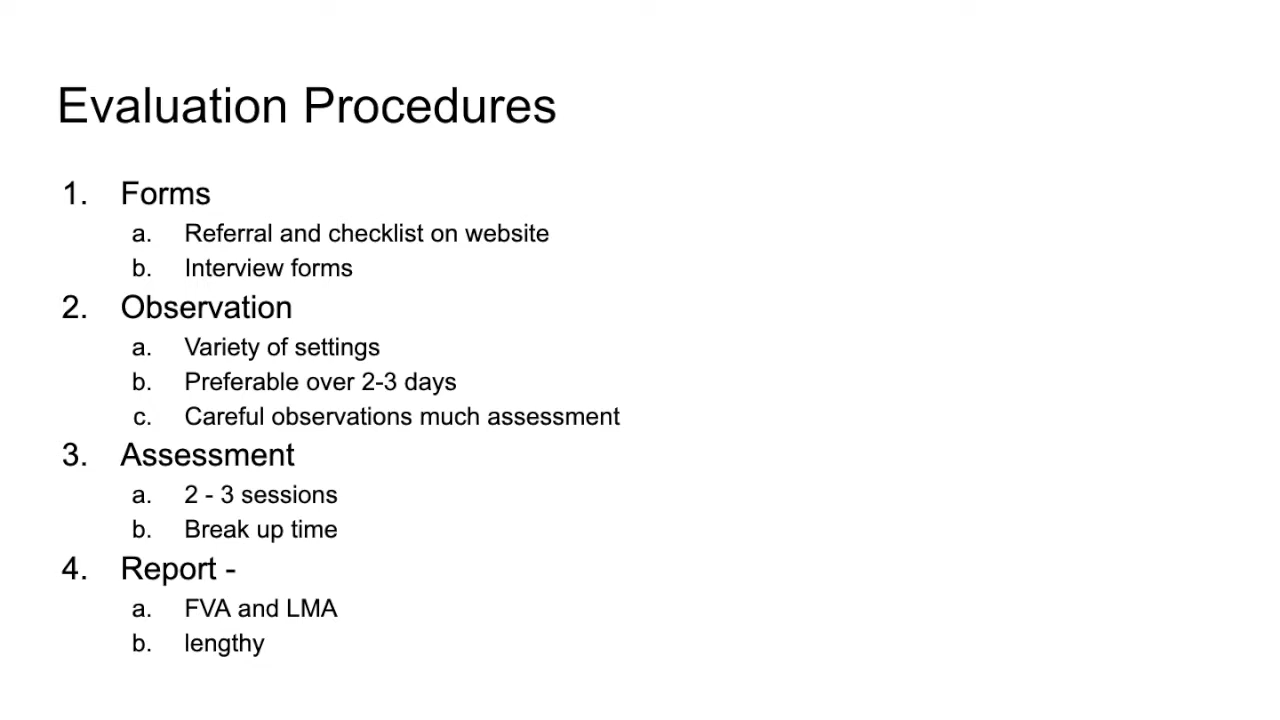 Evaluation Procedures
1. Forms
a. Referral and checklist on website
b. Interview forms
2. Observation
a. Variety of settings
b. Preferable over 2-3 days
c. Careful observations much assessment
3. Assessment
a. 2 - 3 sessions
b. Break up time
4. Report -
a. FVA and LMA
b. lengthy